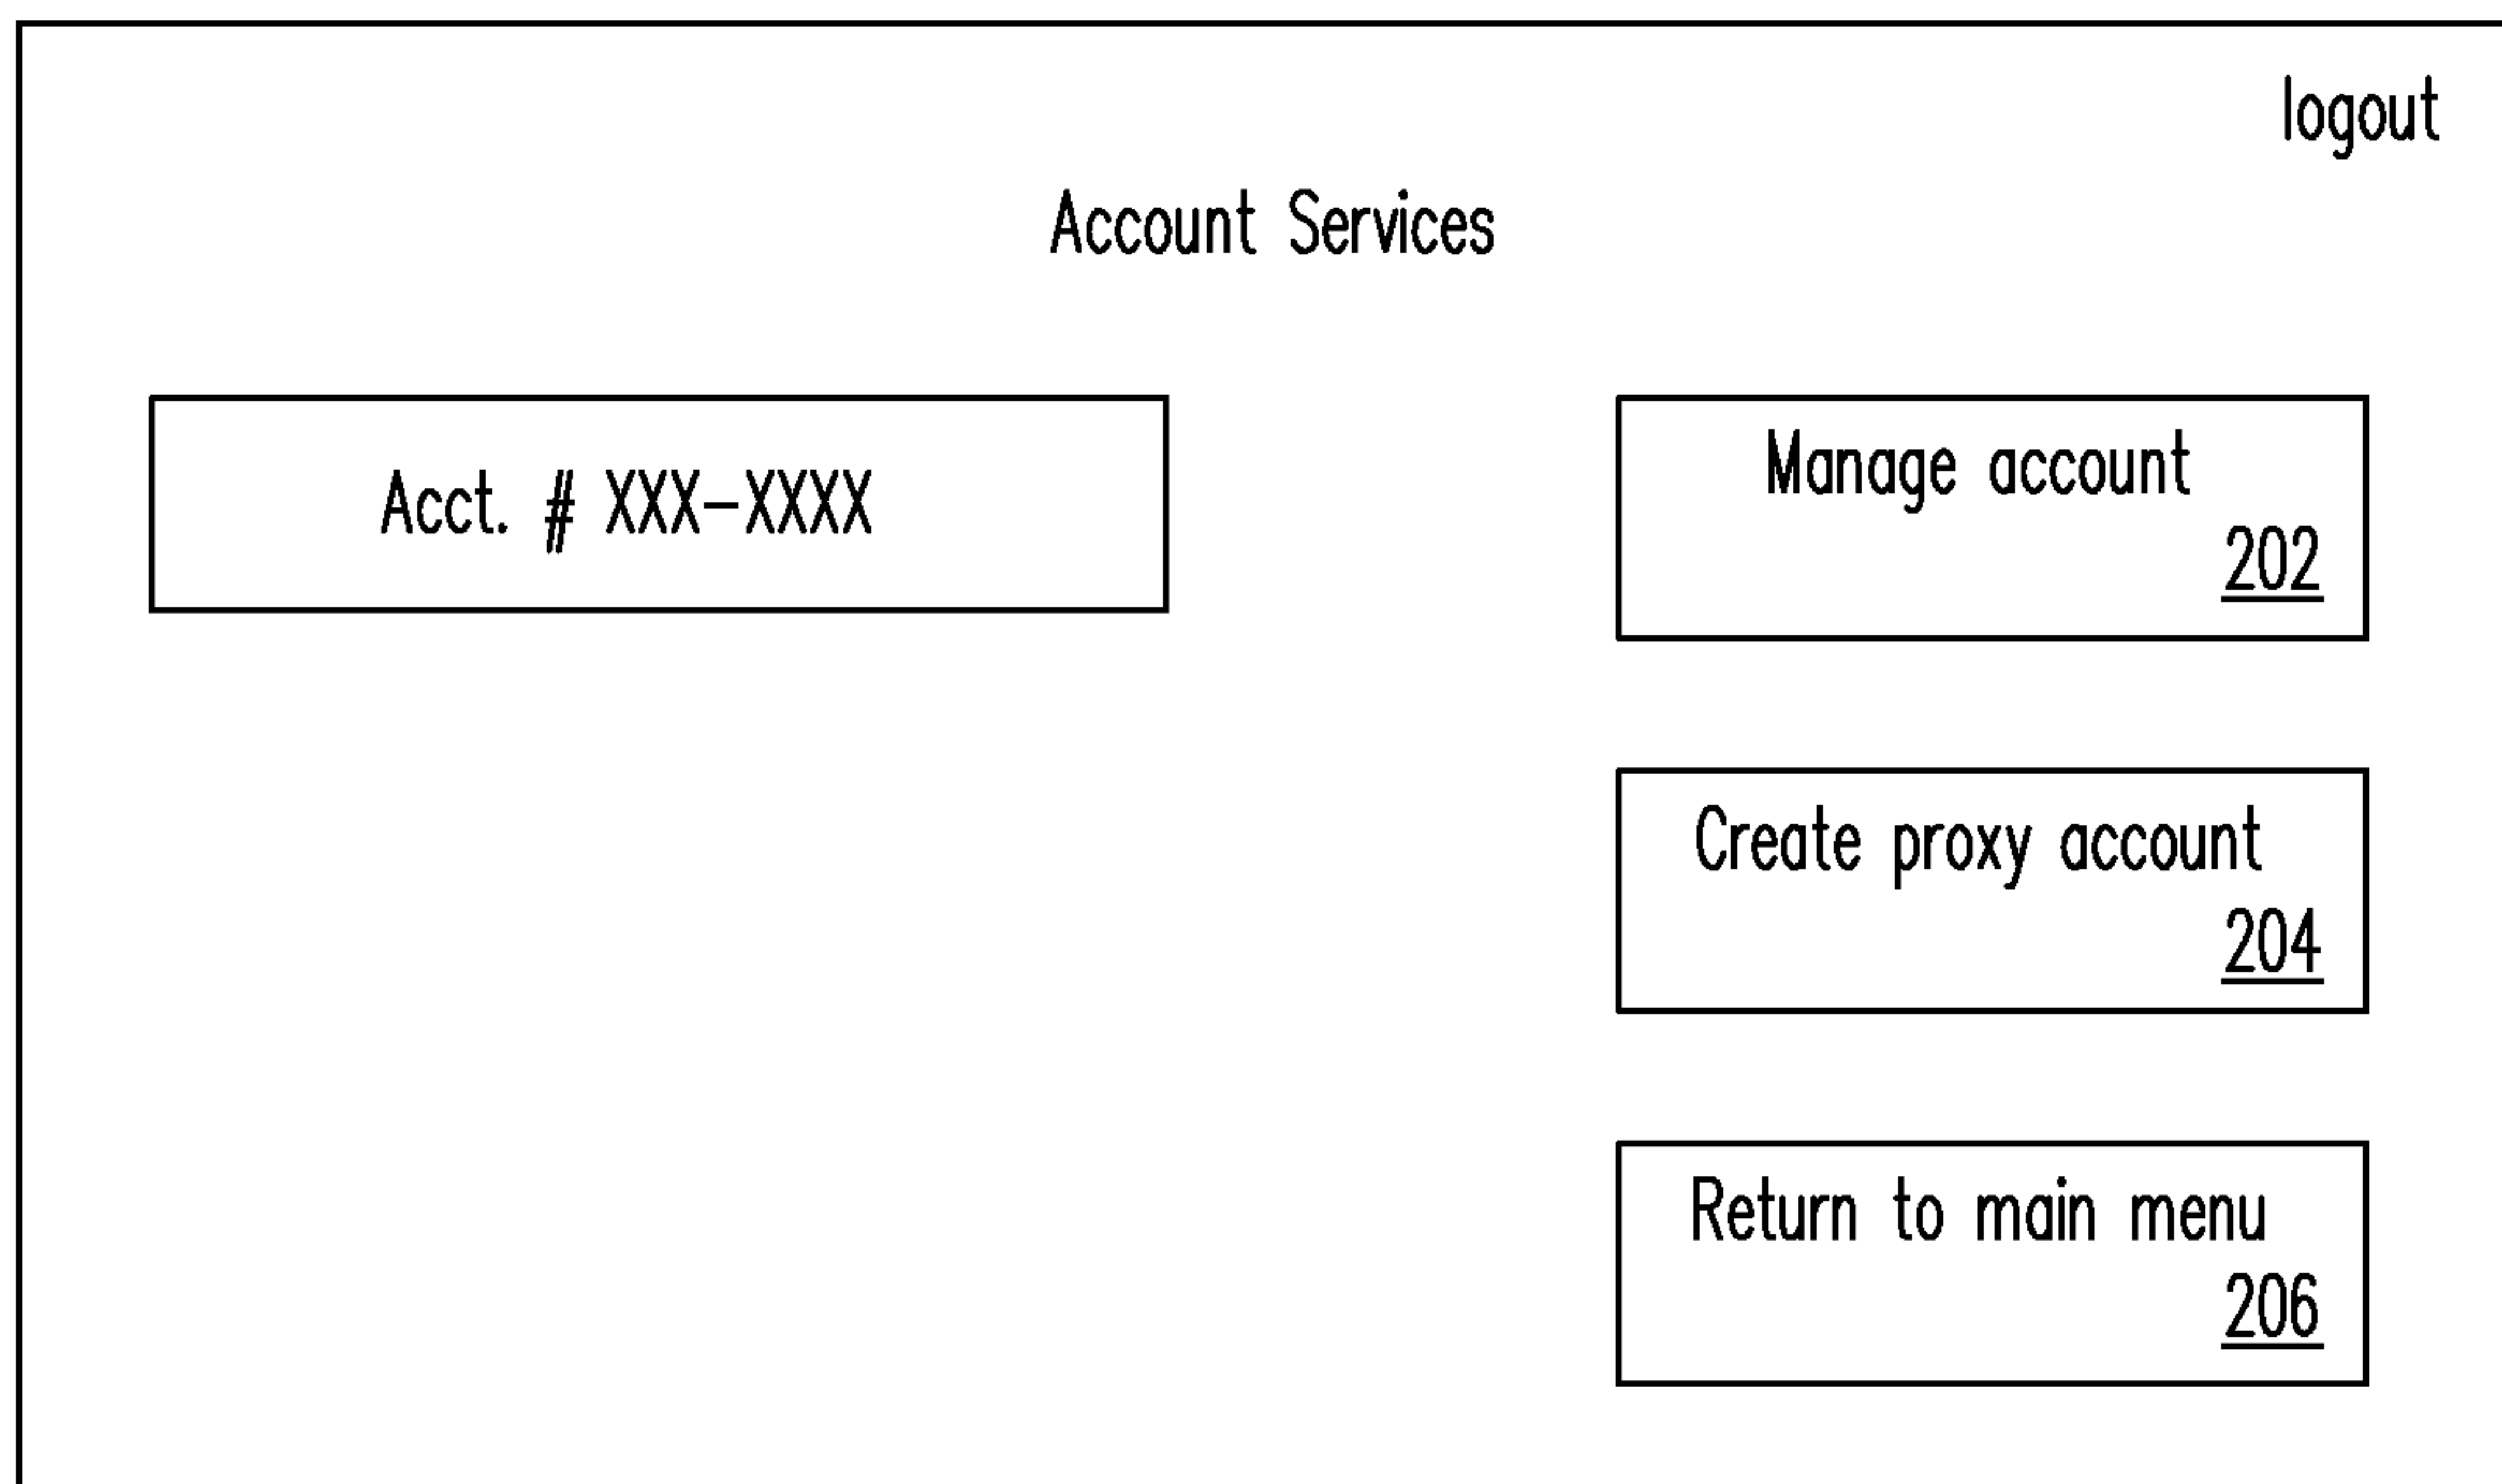 logout
Account Services
Acct. # XXX-XXXX
Manage account
202
Create proxy account
204
Return to main menu
206